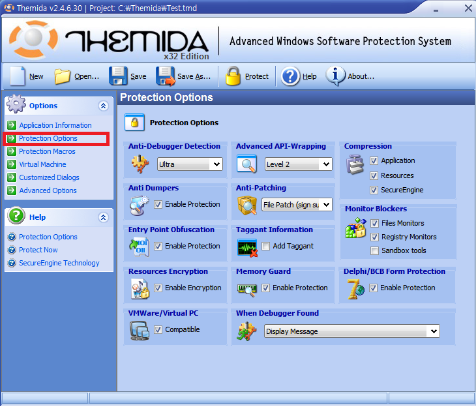 Themida v2.4.6.30 | Project: C:₩Themida₩Test.tmd
THEMIDA
x32 Edition
Advanced Windows Software Protection System
New Open... Save Save As... Protect Help About...
Options
Application Information
Protection Options
Protection Macros
Virtual Machine
Customized Dialogs
Advanced Options
Help
Protection Options
Protect Now
SecureEngine Technology
Protection Options
Protection Options
Anti-Debugger Detection
Ultra
Advanced API-Wrapping
Level 2
Compression
Application
Resources
SecureEngine
Anti Dumpers
Enable Protection
Anti-Patching
File Patch (sign su
Monitor Blockers
Files Monitors
Registry Monitors
Sandbox tools
Entry Point Obfuscation
Enable Protection
Taggant Information
Add Taggant
Resources Encryption
Enable Encryption
Memory Guard
Enable Protection
Delphi/BCB Form Protection
Enable Protection
VMWare/Virtual PC
Compatible
When Debugger Found
Display Message